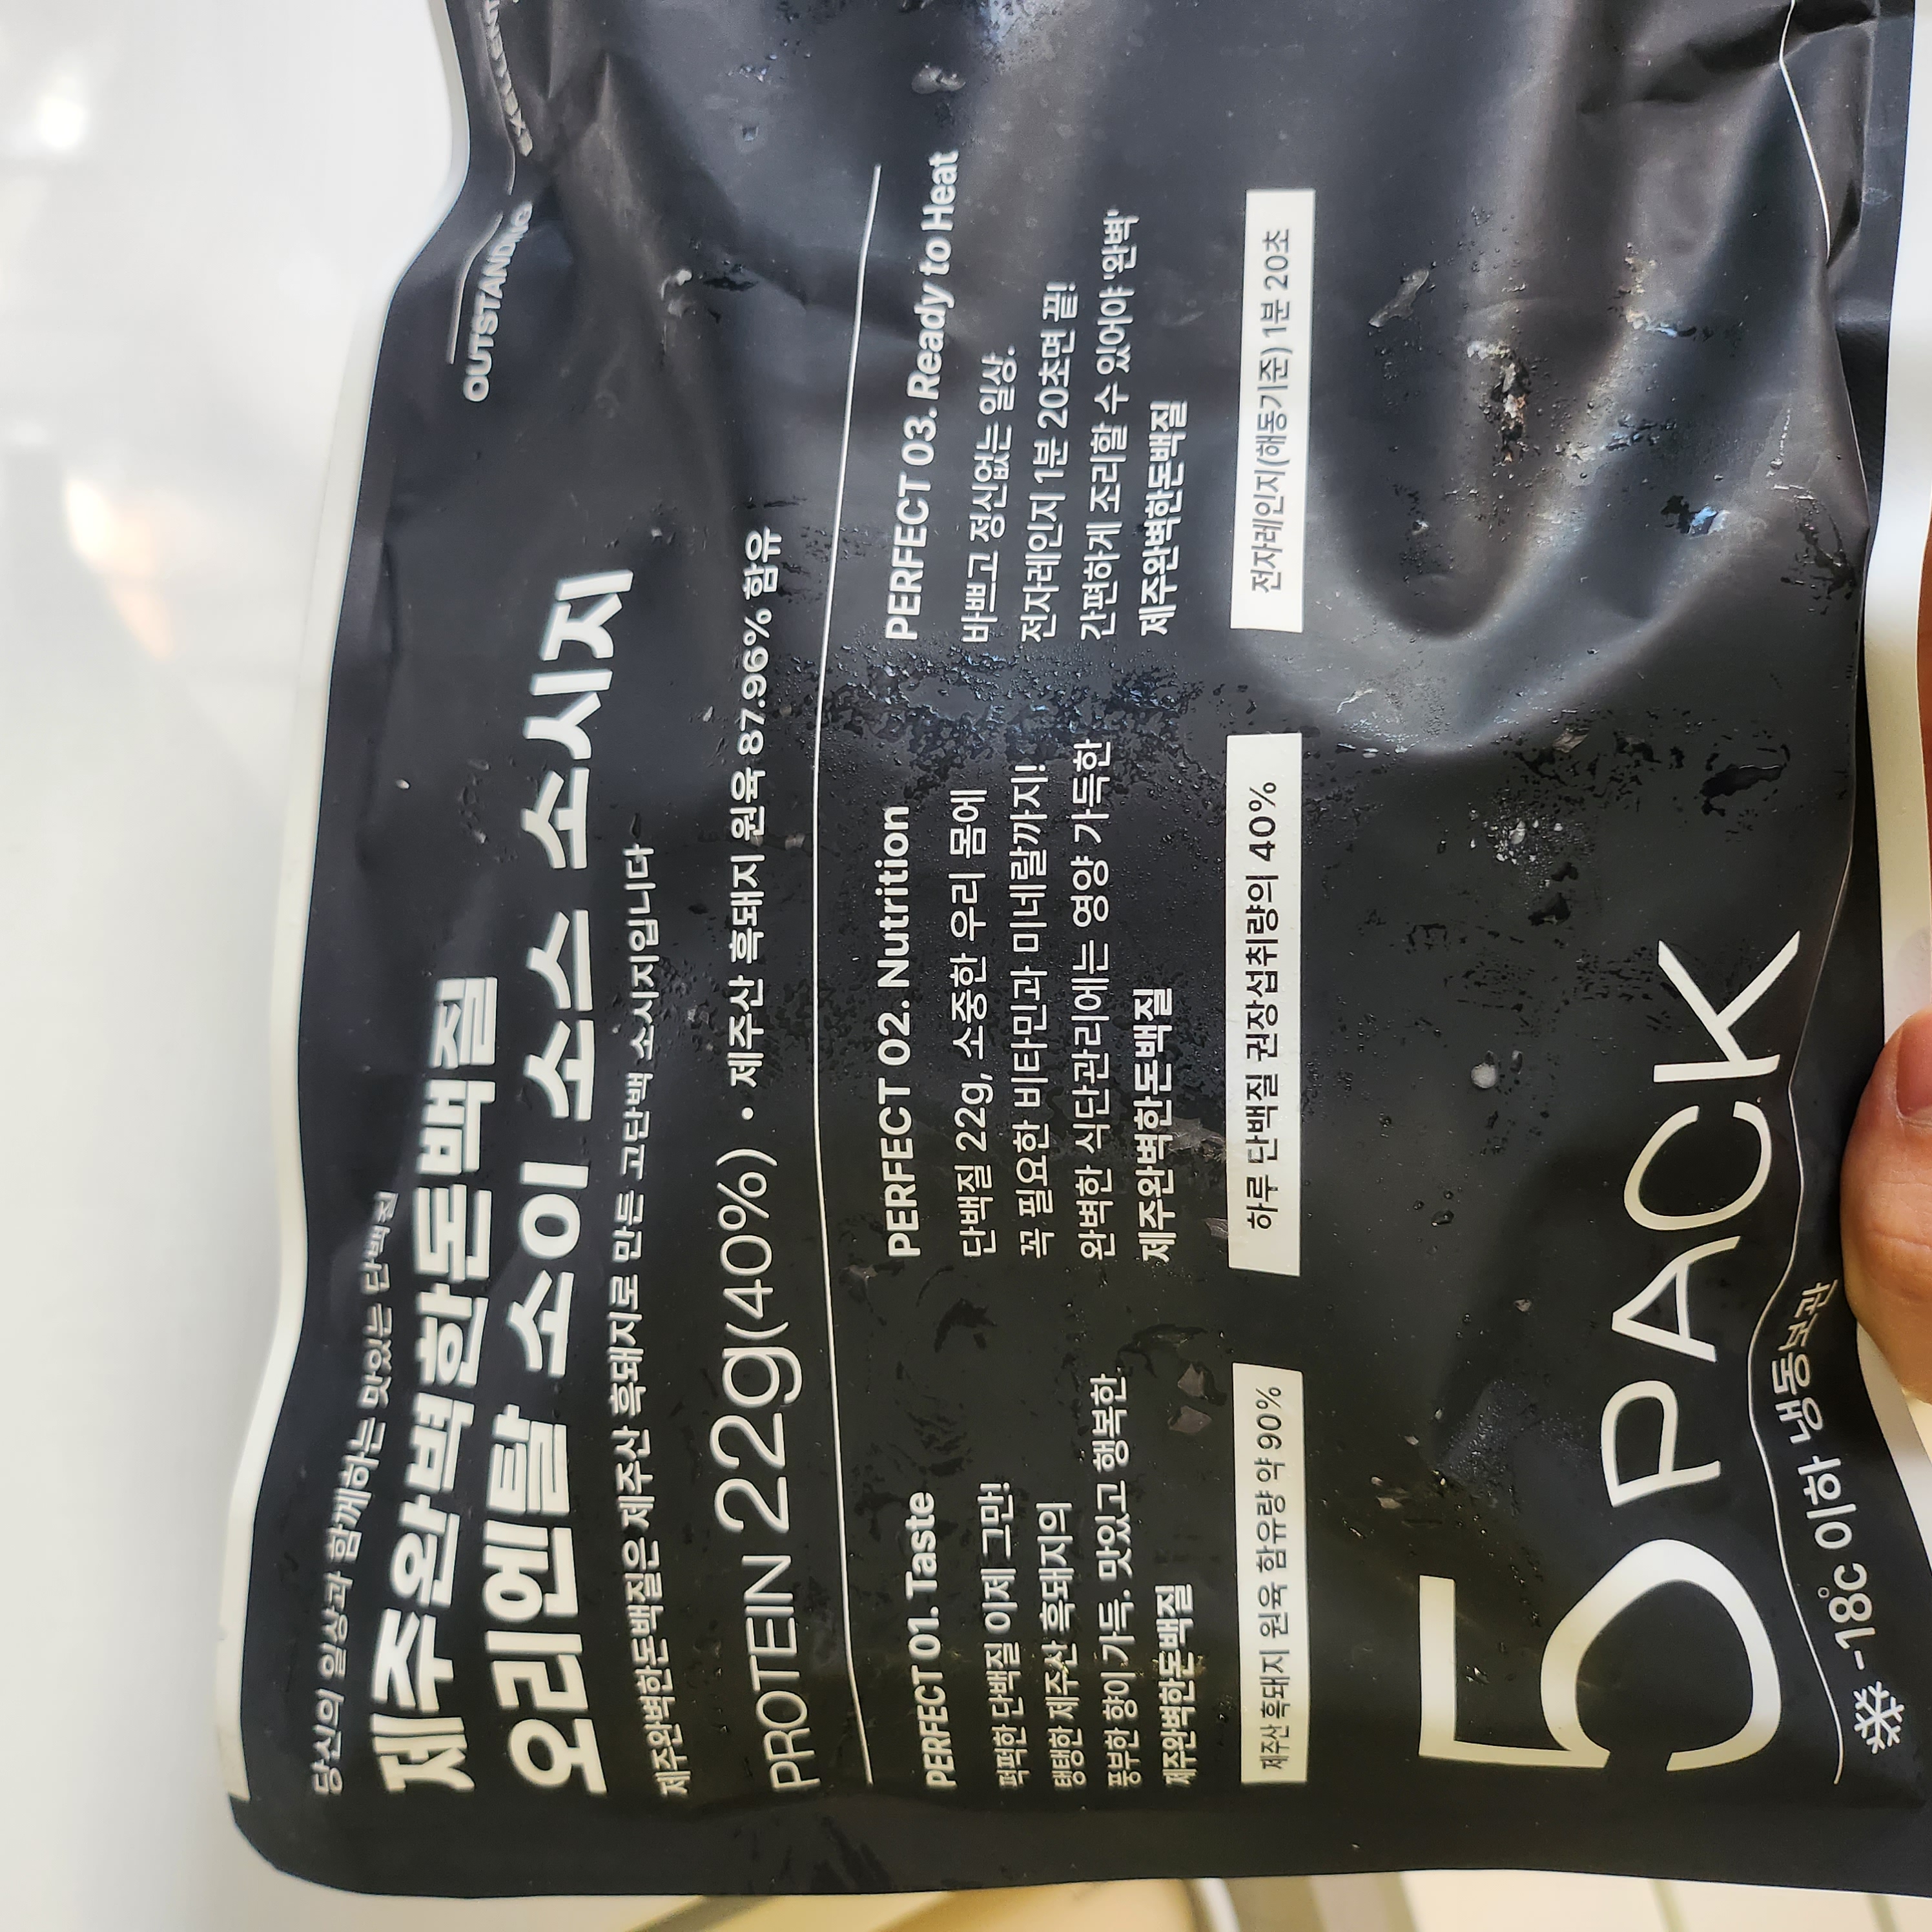 당신의 일상과 함께하는 맛있는 단백질
제주완벽한돈백질
오리엔탈 소이 소스 소시지
제주완벽한돈백질은 제주산 흑돼지로 만든 고단백 소시지입니다
OUTSTANDING
PROTEIN 22g(40%) • 제주산 흑돼지 원육 87.96% 함유
PERFECT 01. Taste
퍽퍽한 단백질 이제 그만!
탱탱한 제주산 흑돼지의
풍부한 향이 가득. 맛있고 행복한
제주완벽한돈백질
제주산 흑돼지 원육 함유량 약 90%
PERFECT 02. Nutrition
단백질 22g, 소중한 우리 몸에
꼭 필요한 비타민과 미네랄까지!
완벽한 식단관리에는 영양 가득한
제주완벽한돈백질
하루 단백질 권장섭취량의 40%
PERFECT 03. Ready to Heat
바쁘고 정신없는 일상.
전자레인지 1분 20초면 끝!
간편하게 조리할 수 있어야 '완벽'
제주완벽한돈백질
전자레인지(해동기준) 1분 20초
5 PACK
-18℃ 이하 냉동보관